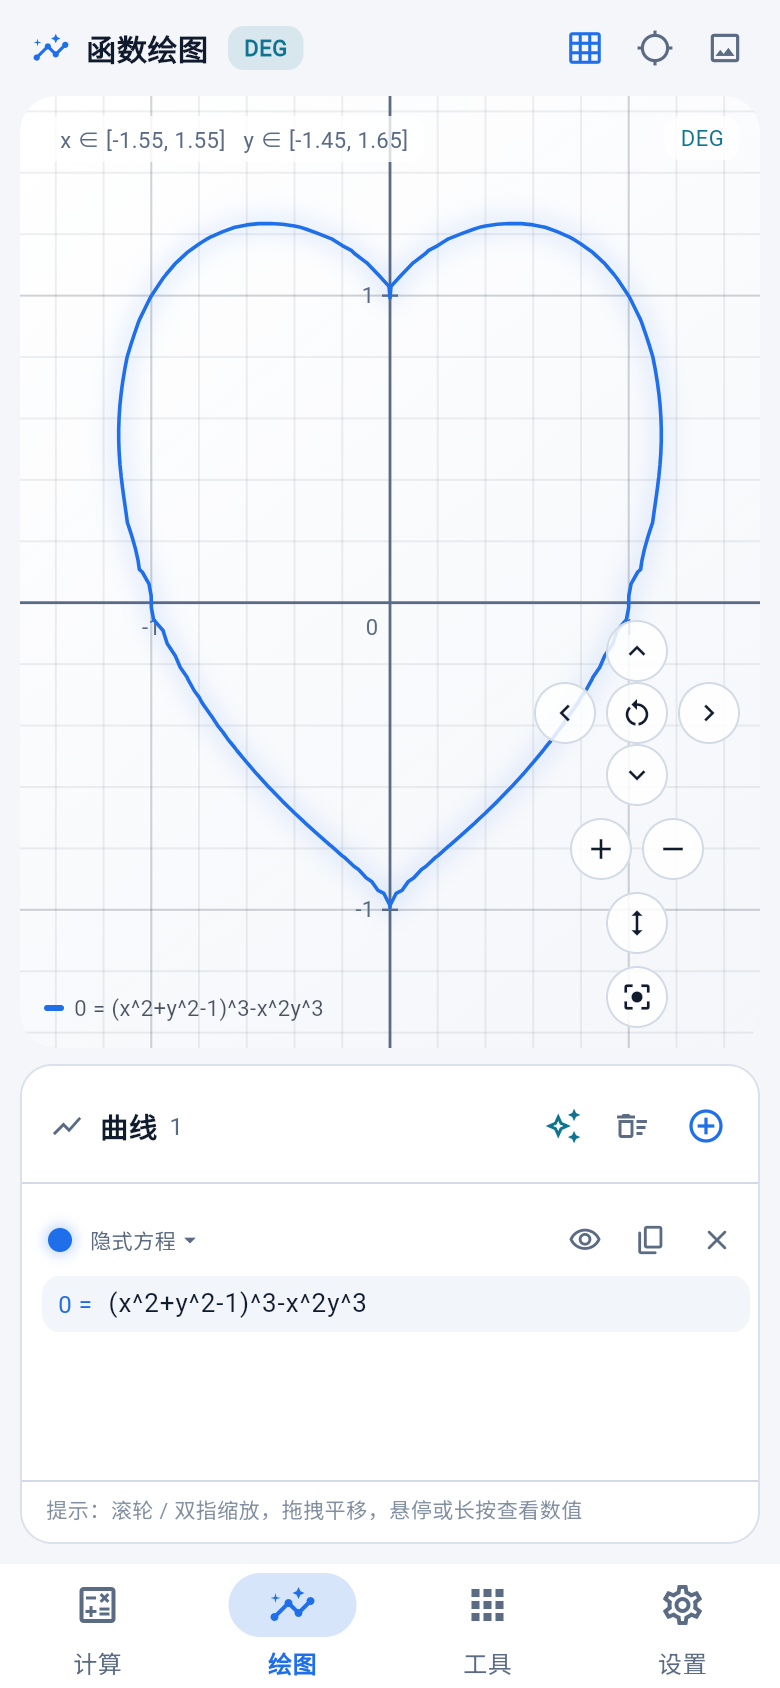 函数绘图 DEG
x ∈ [-1.55, 1.55] y ∈ [-1.45, 1.65] DEG
1
-1 0
-1
0 = (x^2+y^2-1)^3-x^2y^3
曲线 1
隐式方程
0 = (x^2+y^2-1)^3-x^2y^3
提示：滚轮 / 双指缩放，拖拽平移，悬停或长按查看数值
计算 绘图 工具 设置